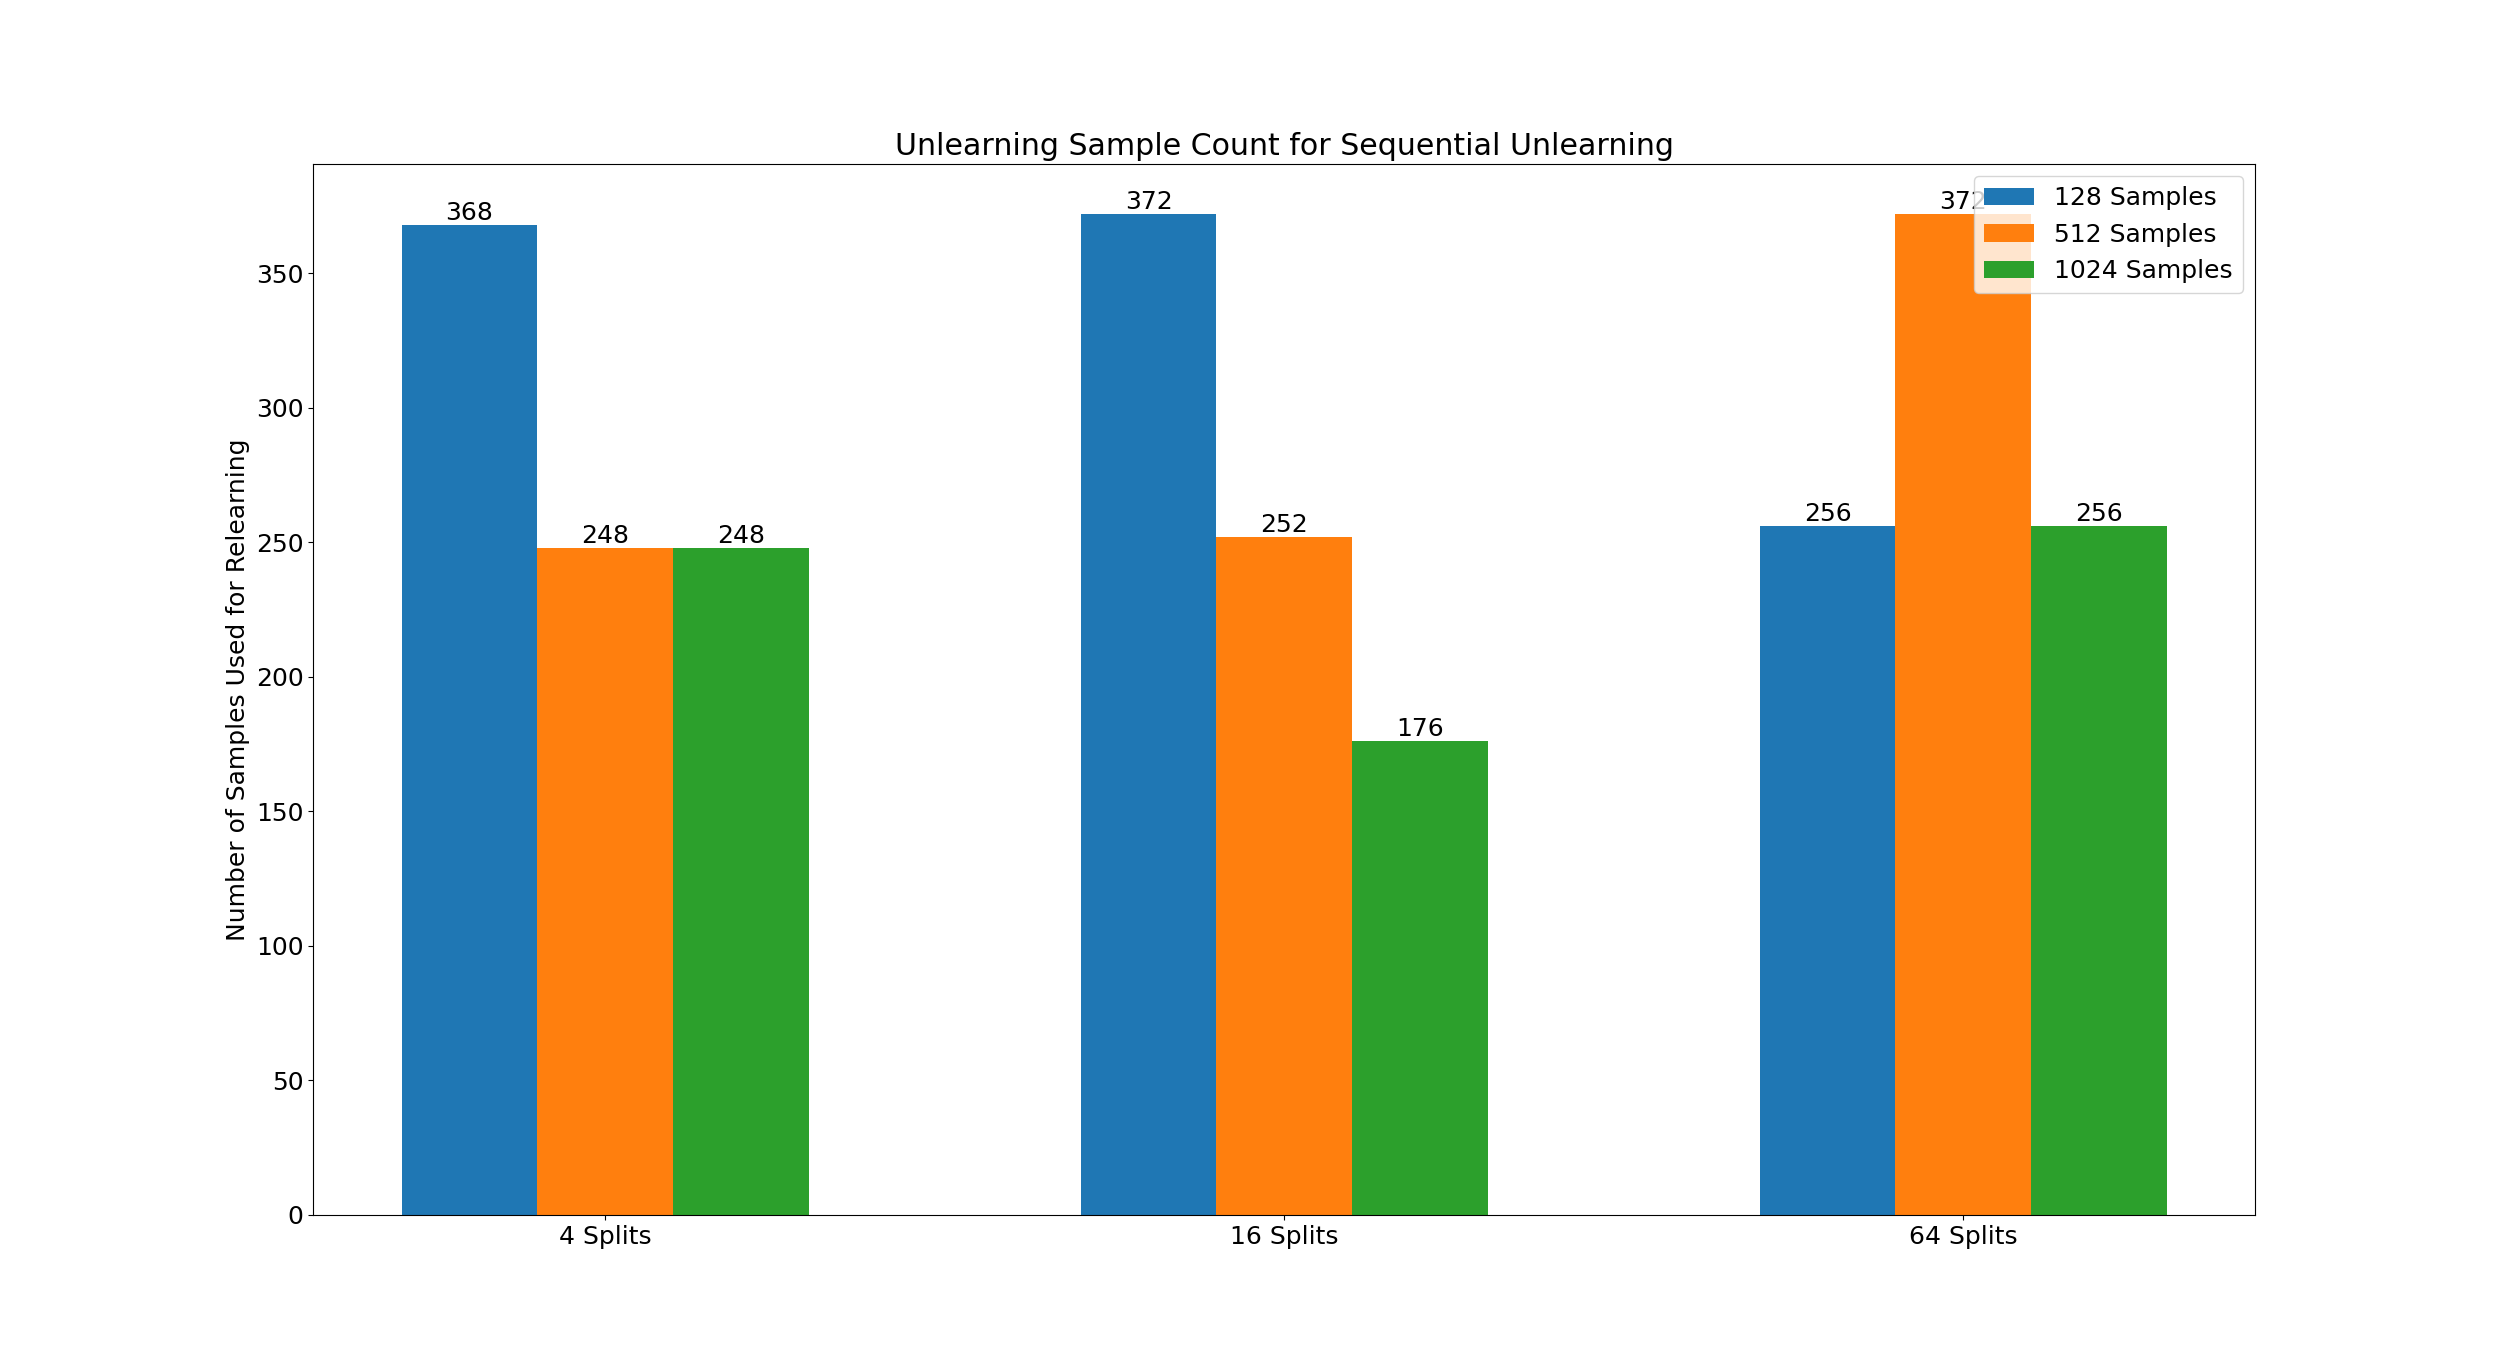 Unlearning Sample Count for Sequential Unlearning
128 Samples
512 Samples
1024 Samples
368
248
248
372
252
176
256
372
256
Number of Samples Used for Relearning
350
300
250
200
150
100
50
0
4 Splits
16 Splits
64 Splits